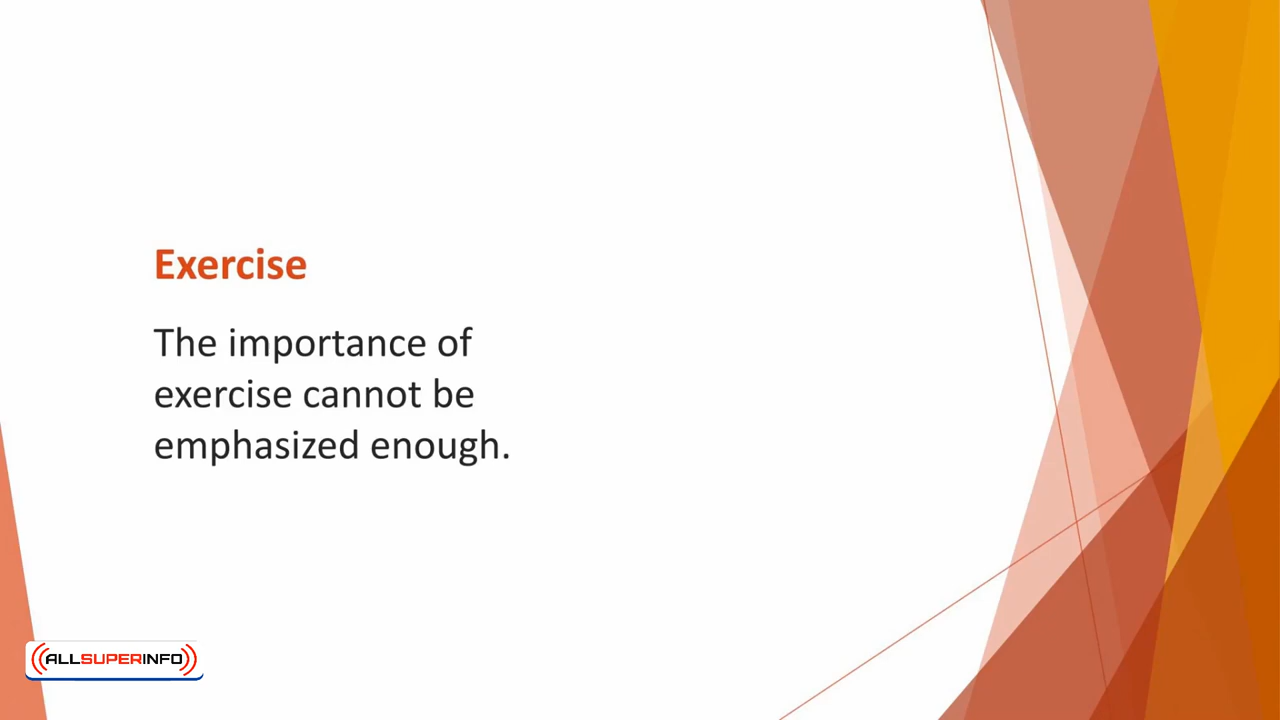 Exercise
The importance of
exercise cannot be
emphasized enough.
ALLSUPERINFO